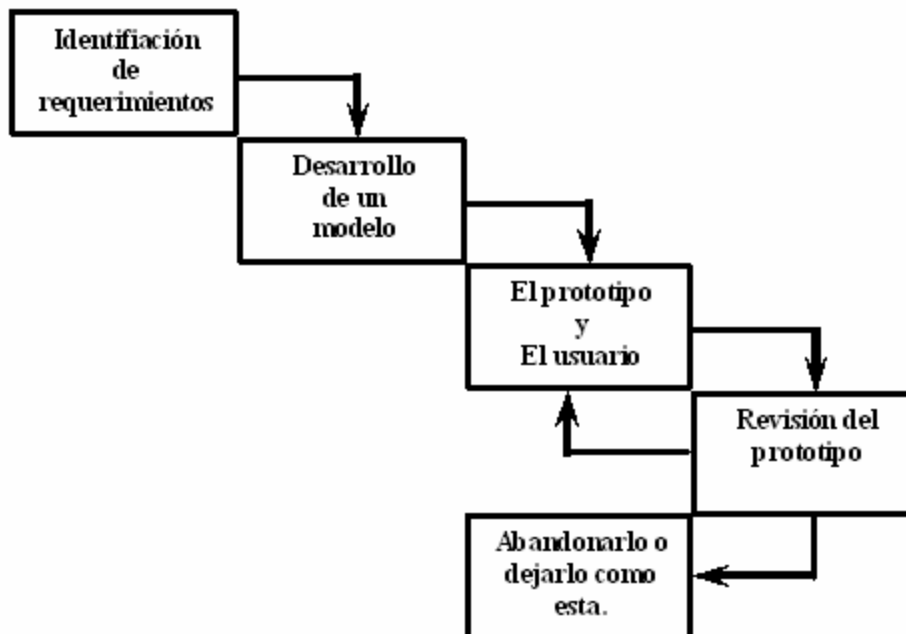 Identifiación
de
requerimientos
Desarrollo
de un
modelo
El prototipo
y
El usuario
Revisión del
prototipo
Abandonarlo o
dejarlo como
esta.